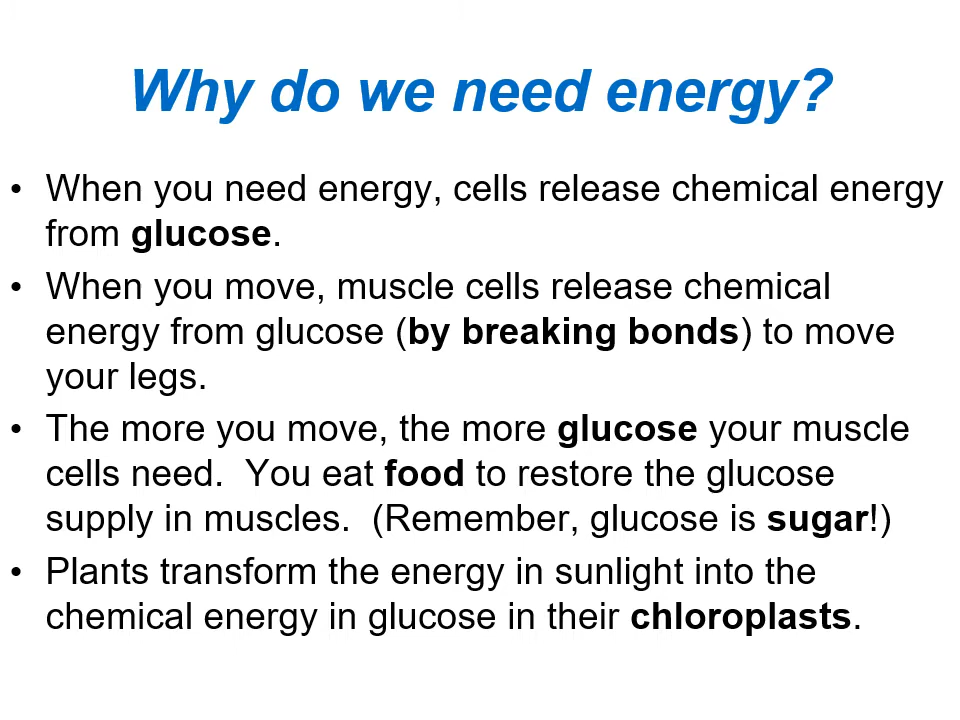 Why do we need energy?
• When you need energy, cells release chemical energy
from glucose.
• When you move, muscle cells release chemical
energy from glucose (by breaking bonds) to move
your legs.
• The more you move, the more glucose your muscle
cells need.  You eat food to restore the glucose
supply in muscles.  (Remember, glucose is sugar!)
• Plants transform the energy in sunlight into the
chemical energy in glucose in their chloroplasts.